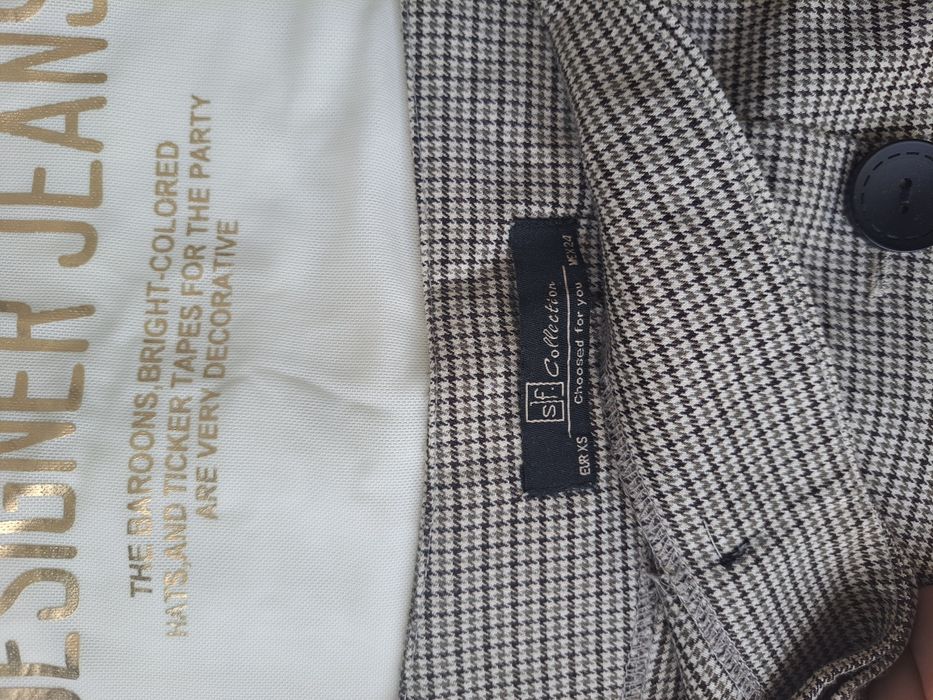 DESIGNER JEANS
THE BAROONS,BRIGHT-COLORED
HATS,AND TICKER TAPES FOR THE PARTY
ARE VERY DECORATIVE
s.f. Collection
Choosed for you
EUR XS MEX 24